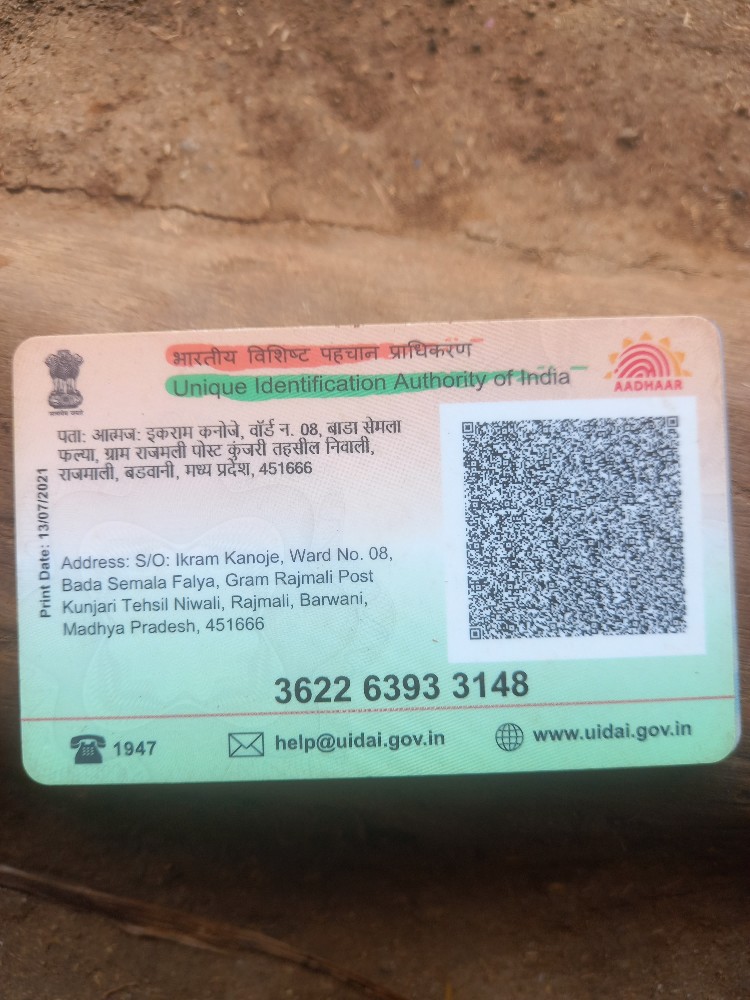 भारतीय विशिष्ट पहचान प्राधिकरण
Unique Identification Authority of India
AADHAAR
पता: आत्मज: इकराम कनोजे, वॉर्ड न. 08, बाडा सेमला
फल्या, ग्राम राजमली पोस्ट कुंजरी तहसील निवाली,
राजमाली, बडवानी, मध्य प्रदेश, 451666
Print Date: 13/07/2021
Address: S/O: Ikram Kanoje, Ward No. 08,
Bada Semala Falya, Gram Rajmali Post
Kunjari Tehsil Niwali, Rajmali, Barwani,
Madhya Pradesh, 451666
3622 6393 3148
1947
help@uidai.gov.in
www.uidai.gov.in